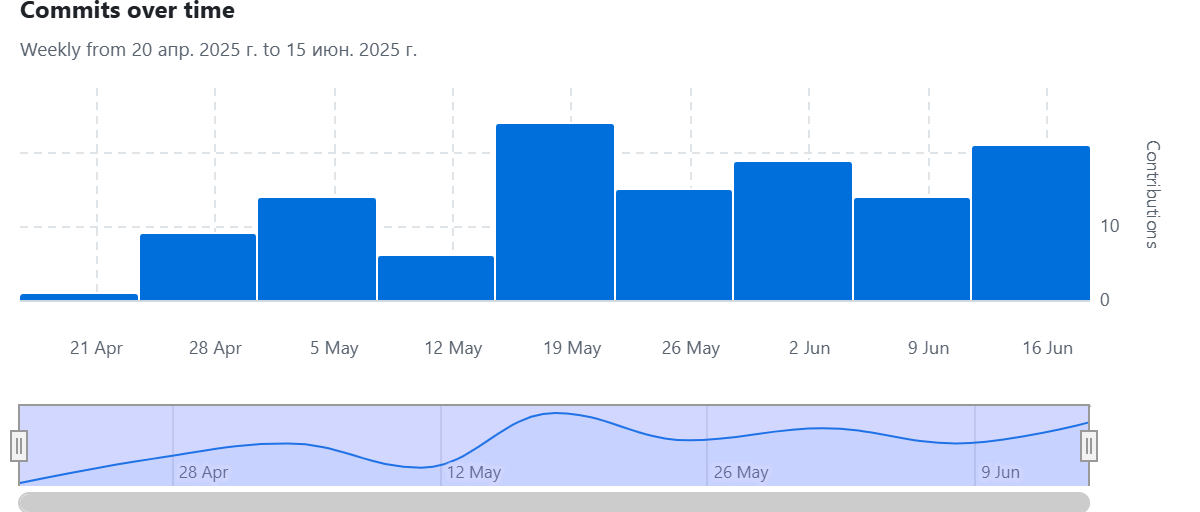 Commits over time
Weekly from 20 апр. 2025 г. to 15 июн. 2025 г.
Contributions
10
0
21 Apr
28 Apr
5 May
12 May
19 May
26 May
2 Jun
9 Jun
16 Jun
28 Apr
12 May
26 May
9 Jun